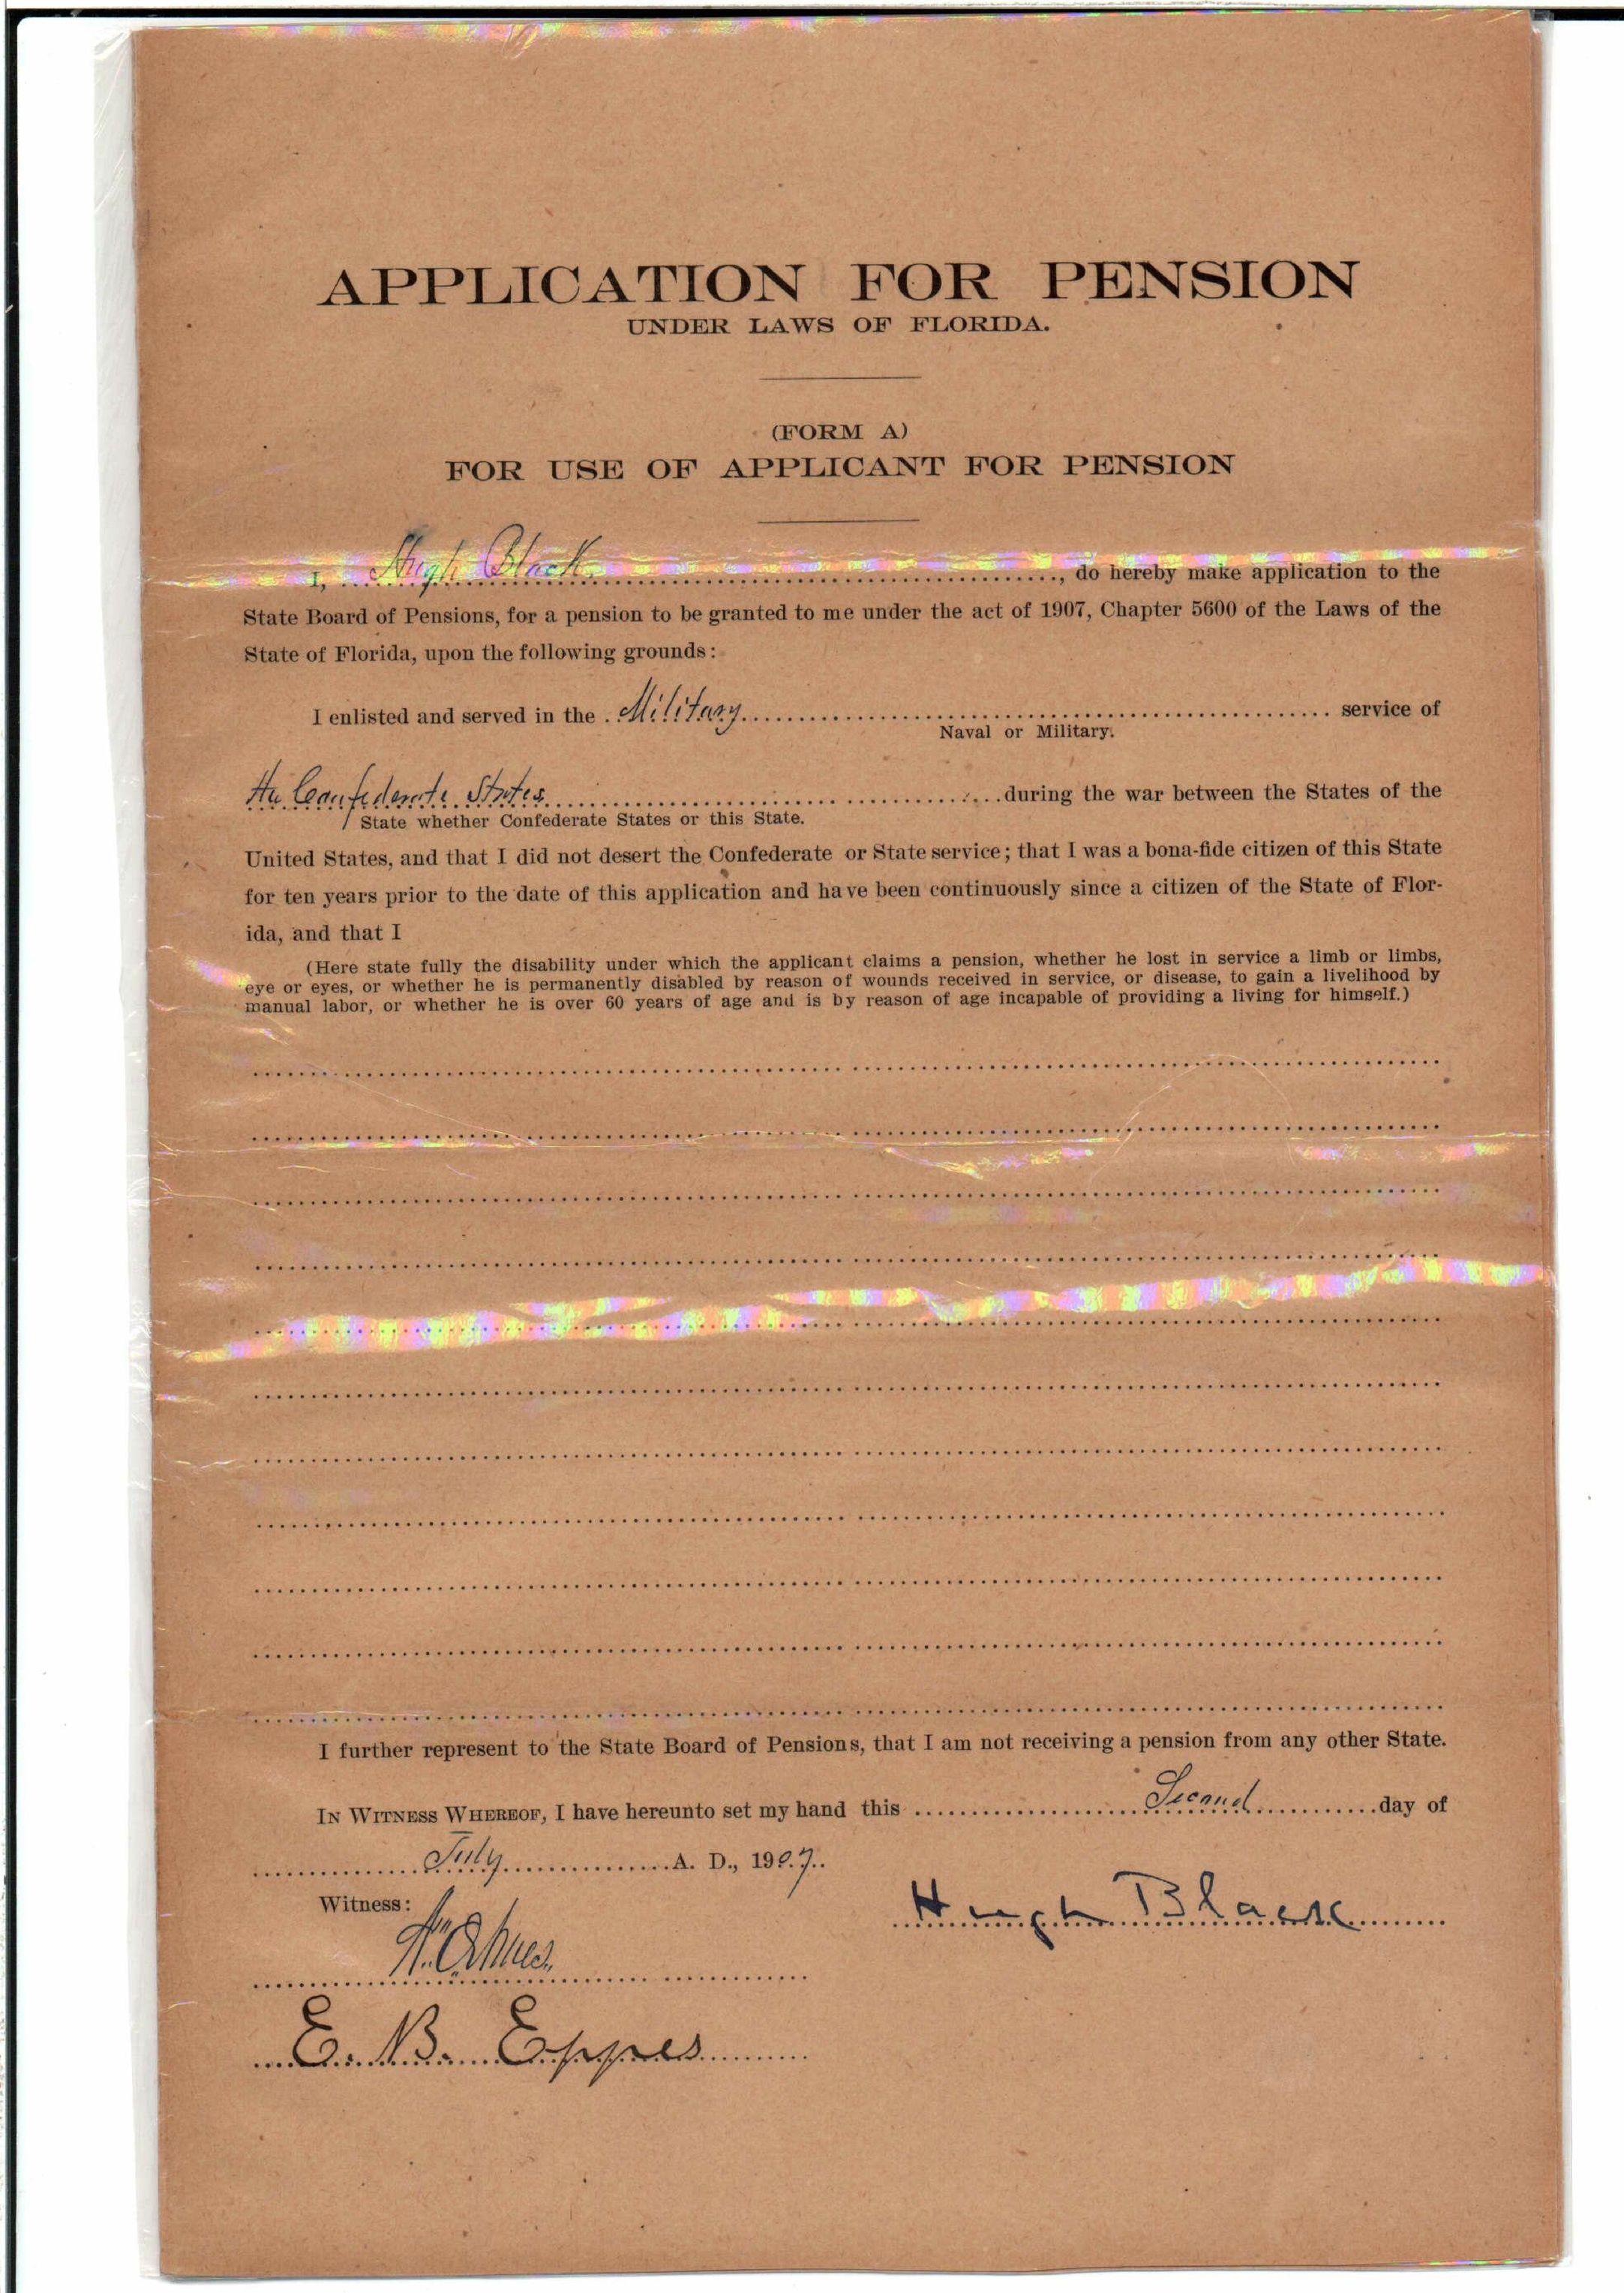 APPLICATION FOR PENSION
UNDER LAWS OF FLORIDA.
(FORM A)
FOR USE OF APPLICANT FOR PENSION
I, Hugh Black, do hereby make application to the
State Board of Pensions, for a pension to be granted to me under the act of 1907, Chapter 5600 of the Laws of the
State of Florida, upon the following grounds:
I enlisted and served in the Military service of
Naval or Military.
the Confederate States during the war between the States of the
State whether Confederate States or this State.
United States, and that I did not desert the Confederate or State service; that I was a bona-fide citizen of this State
for ten years prior to the date of this application and have been continuously since a citizen of the State of Flor-
ida, and that I
(Here state fully the disability under which the applicant claims a pension, whether he lost in service a limb or limbs,
eye or eyes, or whether he is permanently disabled by reason of wounds received in service, or disease, to gain a livelihood by
manual labor, or whether he is over 60 years of age and is by reason of age incapable of providing a living for himself.)
I further represent to the State Board of Pensions, that I am not receiving a pension from any other State.
IN WITNESS WHEREOF, I have hereunto set my hand this Second day of
July A. D., 1907.
Witness:
Hugh Black
E. B. Eppes